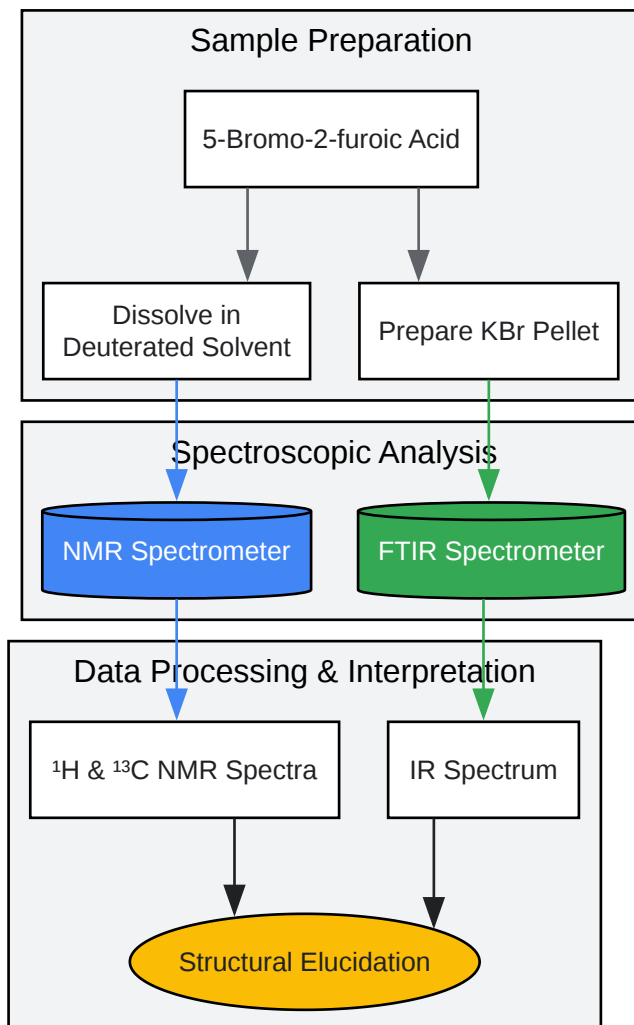 Sample Preparation
5-Bromo-2-furoic Acid
Dissolve in
Deuterated Solvent
Prepare KBr Pellet
Spectroscopic Analysis
NMR Spectrometer
FTIR Spectrometer
Data Processing & Interpretation
¹H & ¹³C NMR Spectra
IR Spectrum
Structural Elucidation